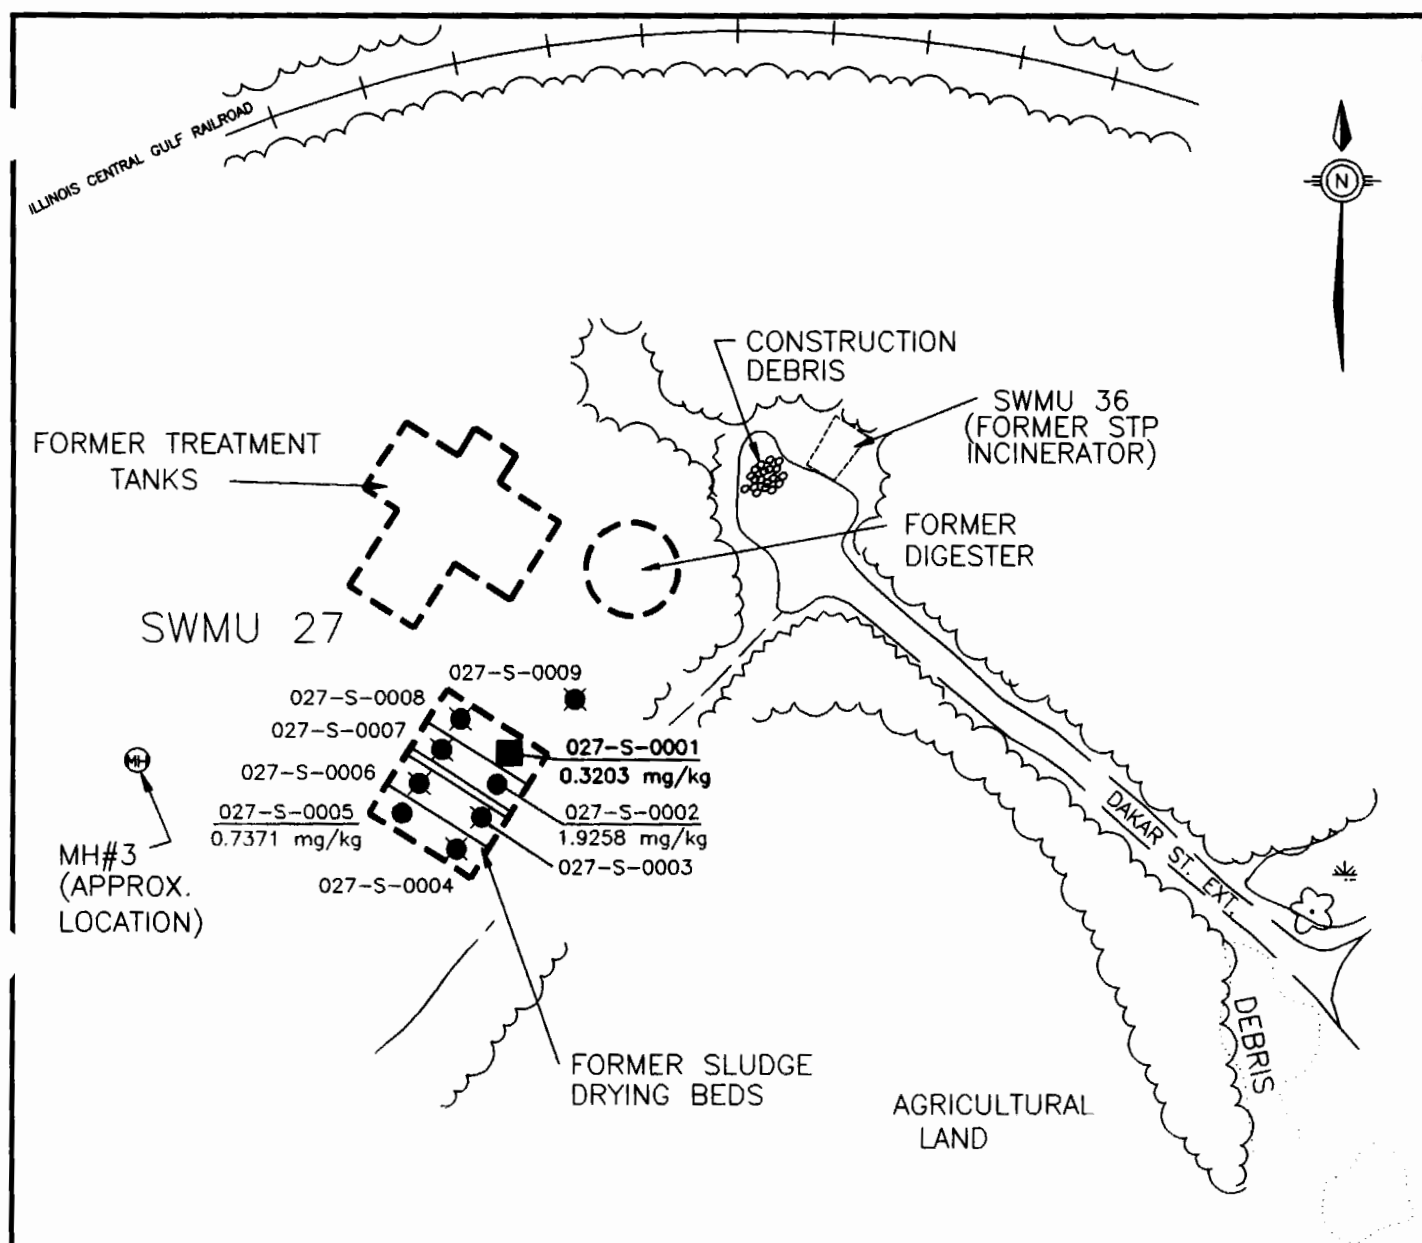 ILLINOIS CENTRAL GULF RAILROAD
N
CONSTRUCTION
DEBRIS
SWMU 36
(FORMER STP
INCINERATOR)
FORMER TREATMENT
TANKS
FORMER
DIGESTER
SWMU 27
027-S-0009
027-S-0008
027-S-0007
027-S-0001
0.3203 mg/kg
027-S-0006
027-S-0005
0.7371 mg/kg
027-S-0002
1.9258 mg/kg
027-S-0003
027-S-0004
MH
MH#3
(APPROX.
LOCATION)
DAKAR ST. EXT.
DEBRIS
FORMER SLUDGE
DRYING BEDS
AGRICULTURAL
LAND